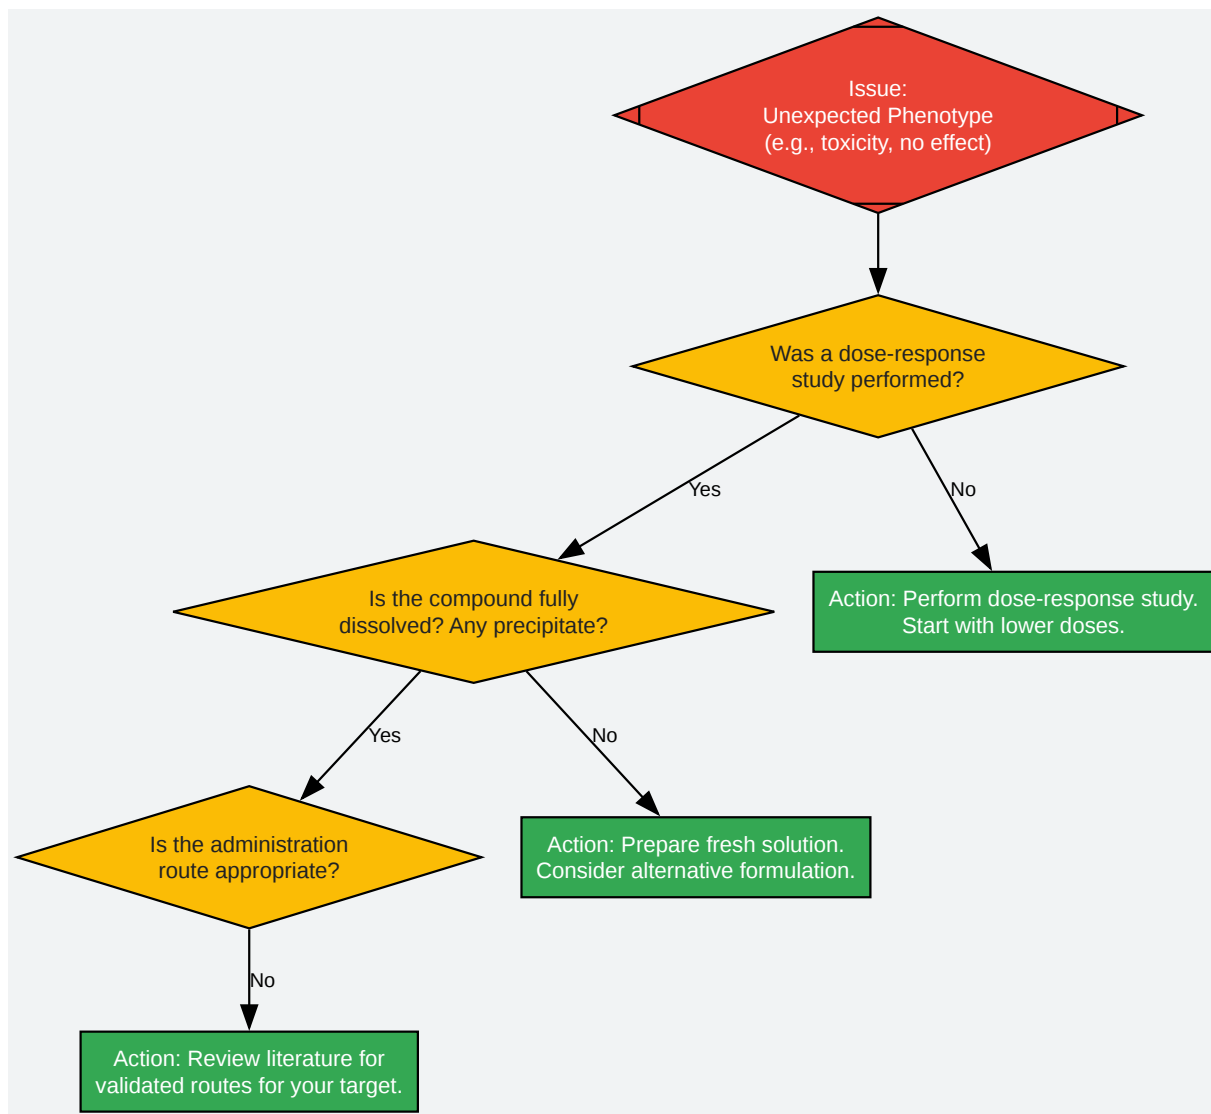 Issue:
Unexpected Phenotype
(e.g., toxicity, no effect)
Was a dose-response
study performed?
Yes
No
Is the compound fully
dissolved? Any precipitate?
Action: Perform dose-response study.
Start with lower doses.
Yes
No
Is the administration
route appropriate?
Action: Prepare fresh solution.
Consider alternative formulation.
No
Action: Review literature for
validated routes for your target.